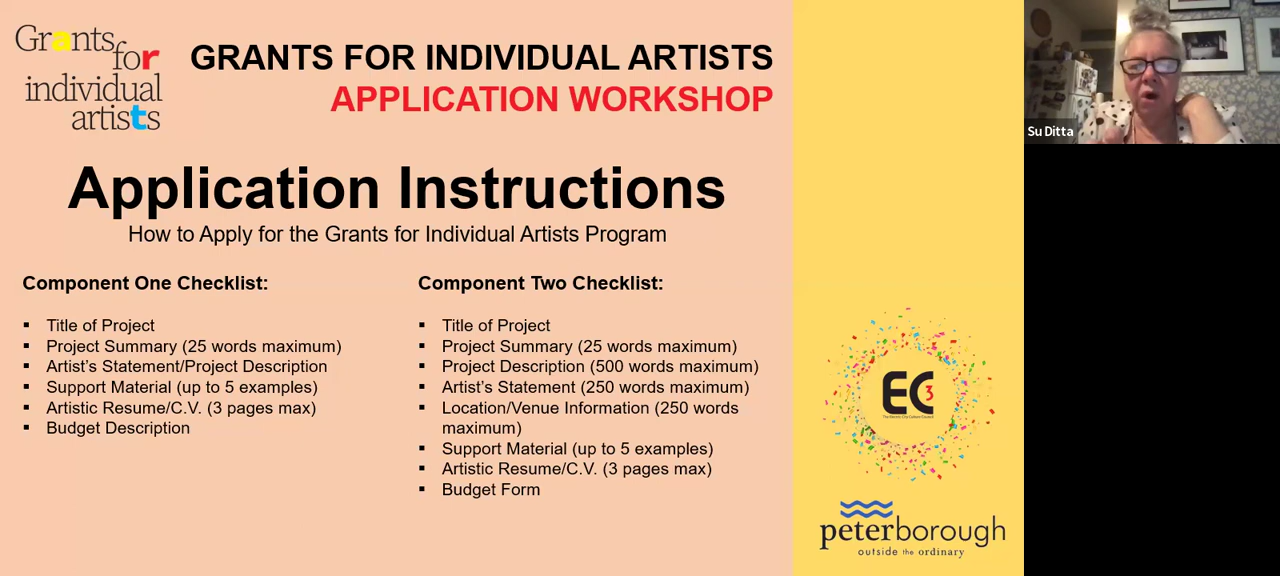 Grants
for
individual
artists
GRANTS FOR INDIVIDUAL ARTISTS
APPLICATION WORKSHOP
Application Instructions
How to Apply for the Grants for Individual Artists Program
Component One Checklist:
▪ Title of Project
▪ Project Summary (25 words maximum)
▪ Artist's Statement/Project Description
▪ Support Material (up to 5 examples)
▪ Artistic Resume/C.V. (3 pages max)
▪ Budget Description
Component Two Checklist:
▪ Title of Project
▪ Project Summary (25 words maximum)
▪ Project Description (500 words maximum)
▪ Artist's Statement (250 words maximum)
▪ Location/Venue Information (250 words
maximum)
▪ Support Material (up to 5 examples)
▪ Artistic Resume/C.V. (3 pages max)
▪ Budget Form
EC3
The Electric City Culture Council
peterborough
outside the ordinary
Su Ditta